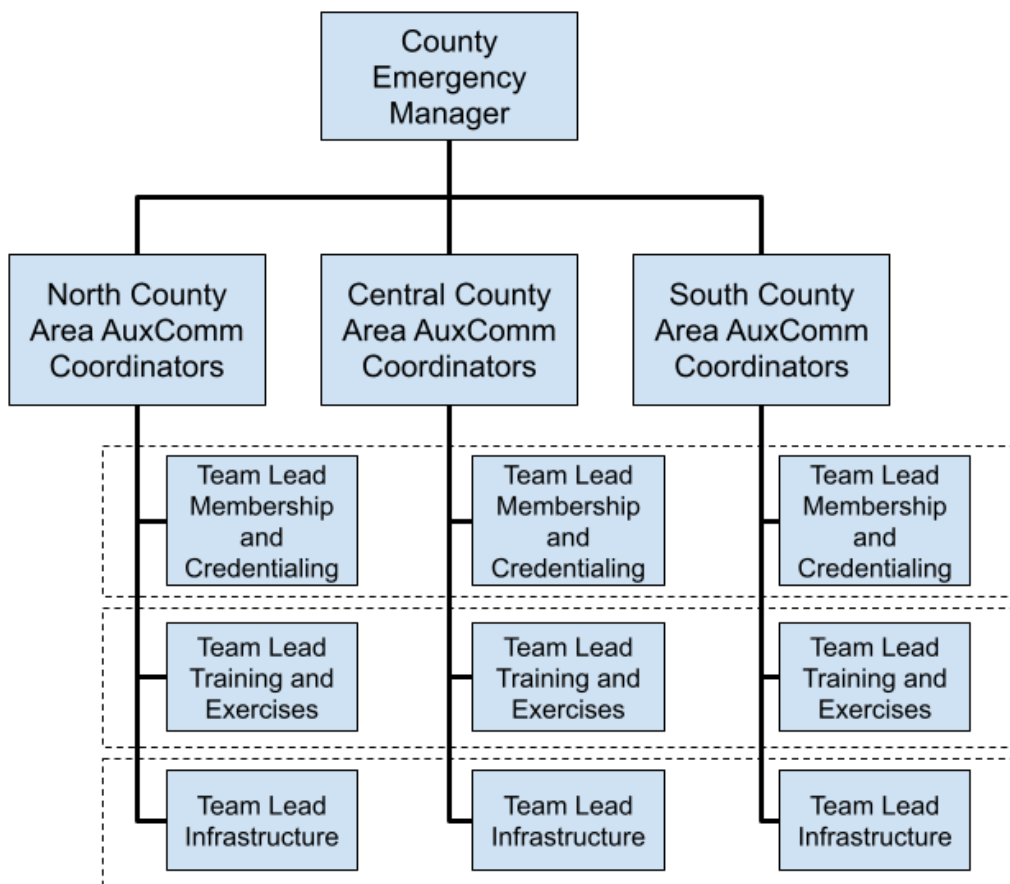 County
Emergency
Manager
North County
Area AuxComm
Coordinators
Central County
Area AuxComm
Coordinators
South County
Area AuxComm
Coordinators
Team Lead
Membership
and
Credentialing
Team Lead
Membership
and
Credentialing
Team Lead
Membership
and
Credentialing
Team Lead
Training and
Exercises
Team Lead
Training and
Exercises
Team Lead
Training and
Exercises
Team Lead
Infrastructure
Team Lead
Infrastructure
Team Lead
Infrastructure